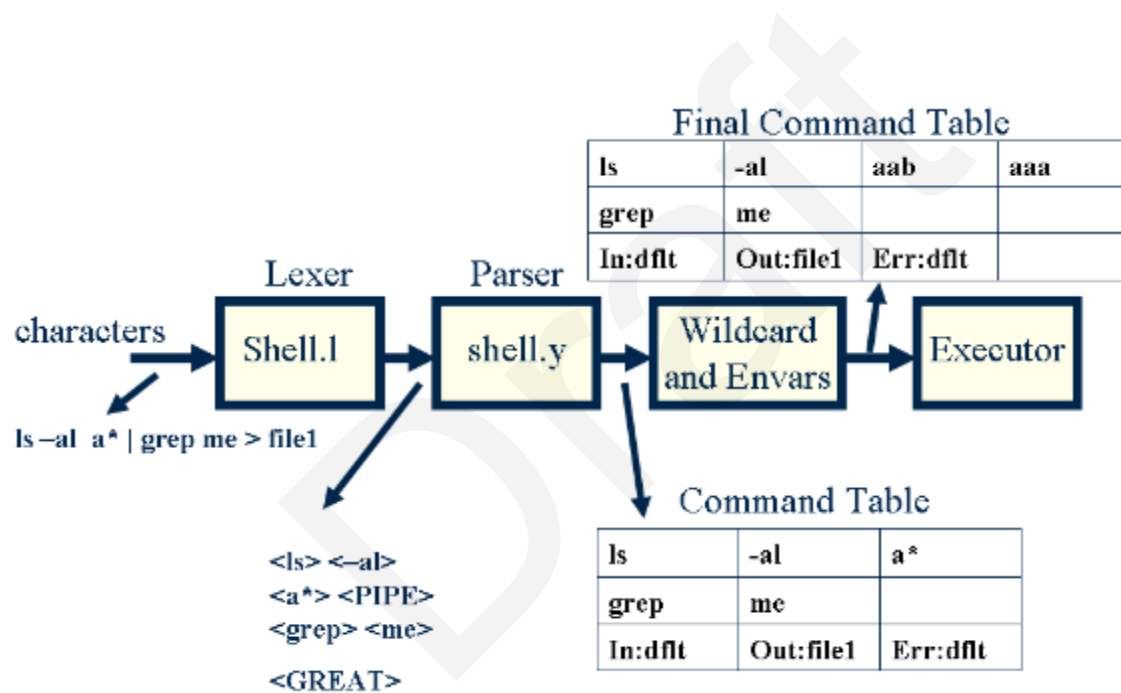 Final Command Table
ls -al aab aaa
grep me
In:dflt Out:file1 Err:dflt
Lexer Parser
characters
Shell.l shell.y Wildcard and Envars Executor
ls –al a* | grep me > file1
Command Table
ls -al a*
grep me
In:dflt Out:file1 Err:dflt
<ls> <–al>
<a*> <PIPE>
<grep> <me>
<GREAT>
Draft